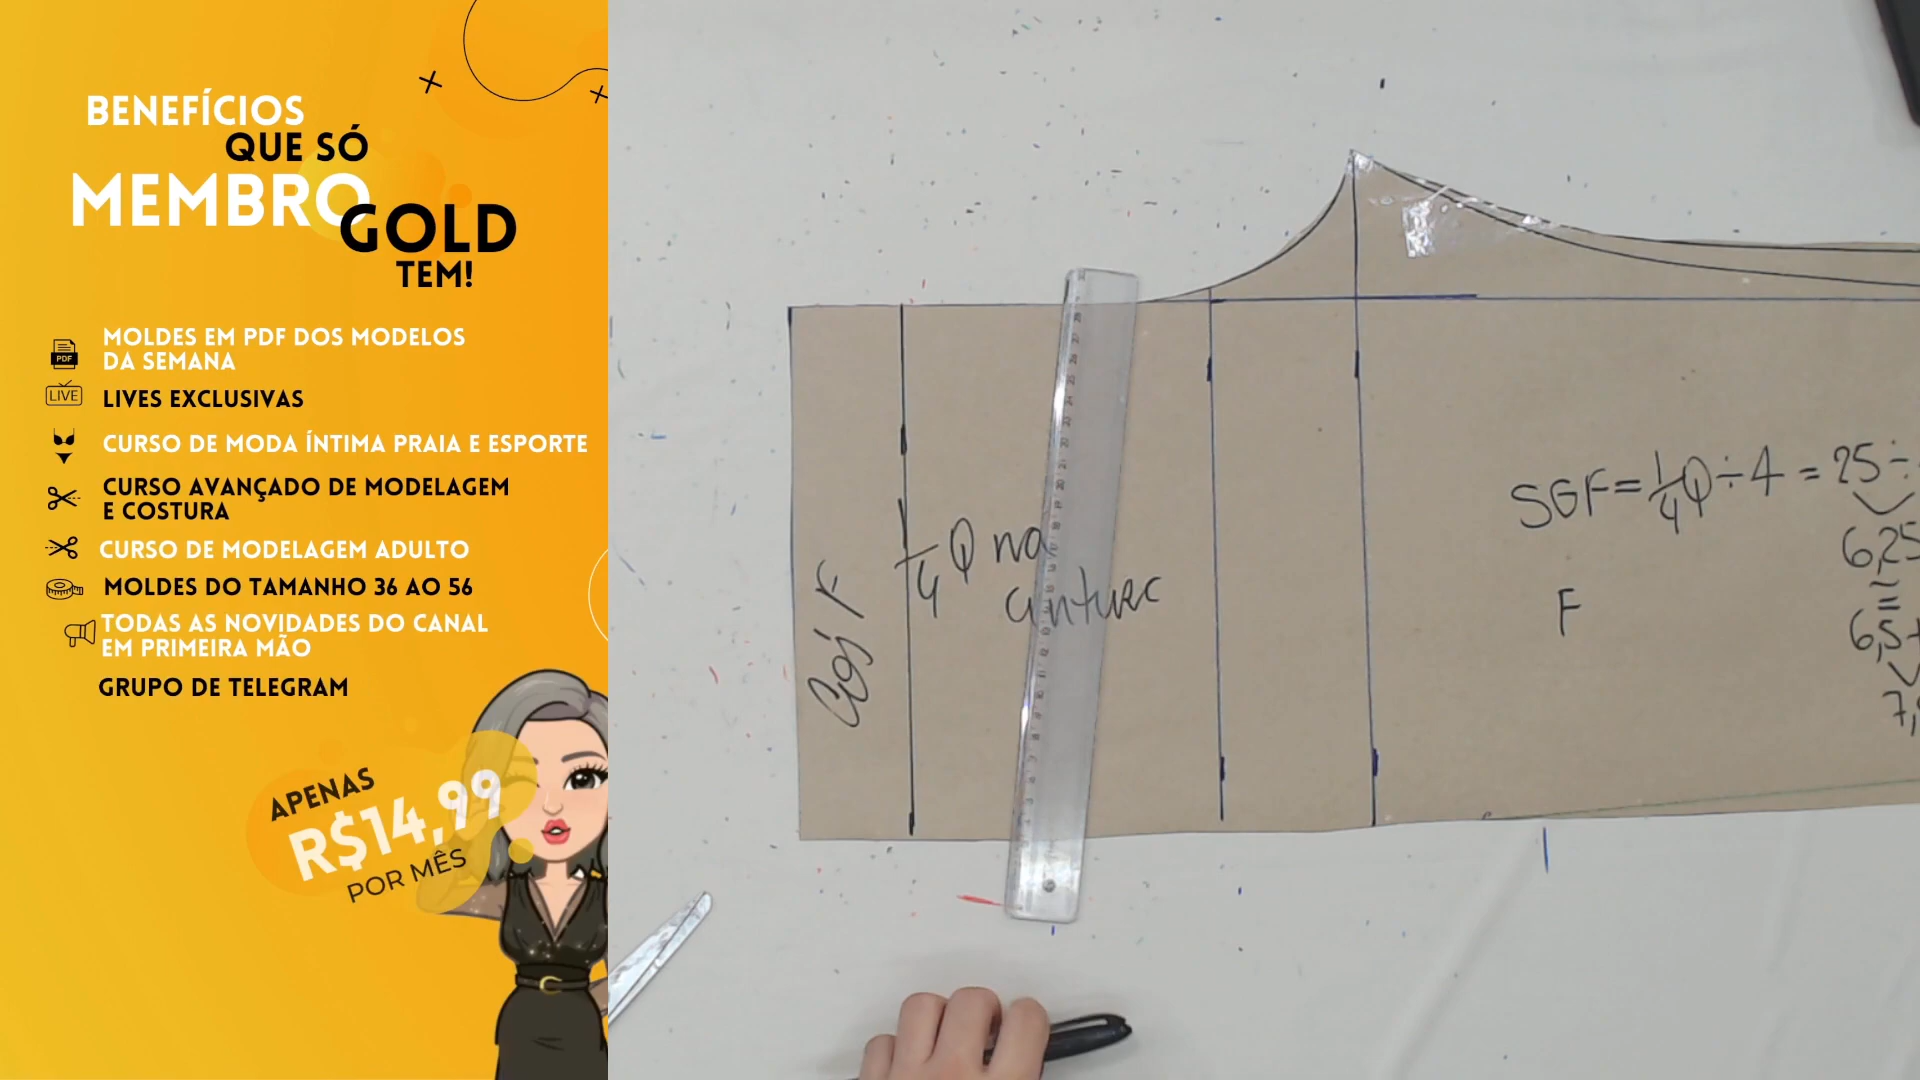 BENEFÍCIOS
QUE SÓ
MEMBRO
GOLD
TEM!
PDF
MOLDES EM PDF DOS MODELOS
DA SEMANA
LIVE
LIVES EXCLUSIVAS
CURSO DE MODA ÍNTIMA PRAIA E ESPORTE
CURSO AVANÇADO DE MODELAGEM
E COSTURA
CURSO DE MODELAGEM ADULTO
MOLDES DO TAMANHO 36 AO 56
TODAS AS NOVIDADES DO CANAL
EM PRIMEIRA MÃO
GRUPO DE TELEGRAM
APENAS
R$14,99
POR MÊS
Cós F
1/4 Q na
cintura
SGF = 1/4 Q ÷ 4 = 25 ÷
6,25
≅
6,5+
7,
F